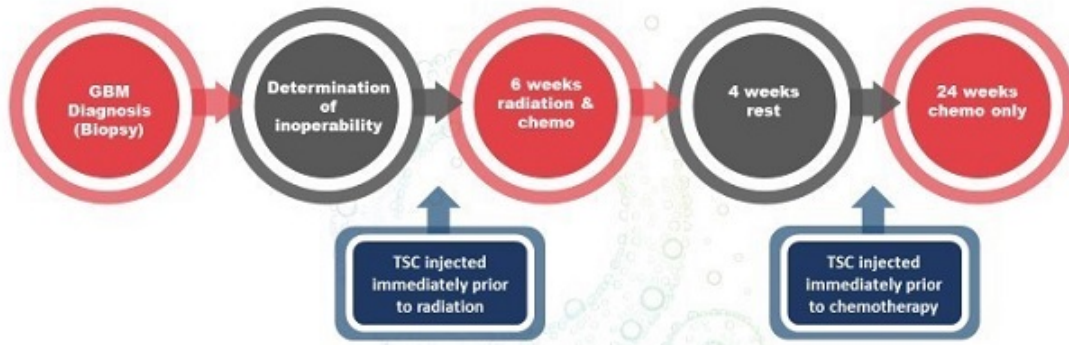 GBM
Diagnosis
(Biopsy)
Determination
of
inoperability
6 weeks
radiation &
chemo
4 weeks
rest
24 weeks
chemo only
TSC injected
immediately prior
to radiation
TSC injected
immediately prior
to chemotherapy